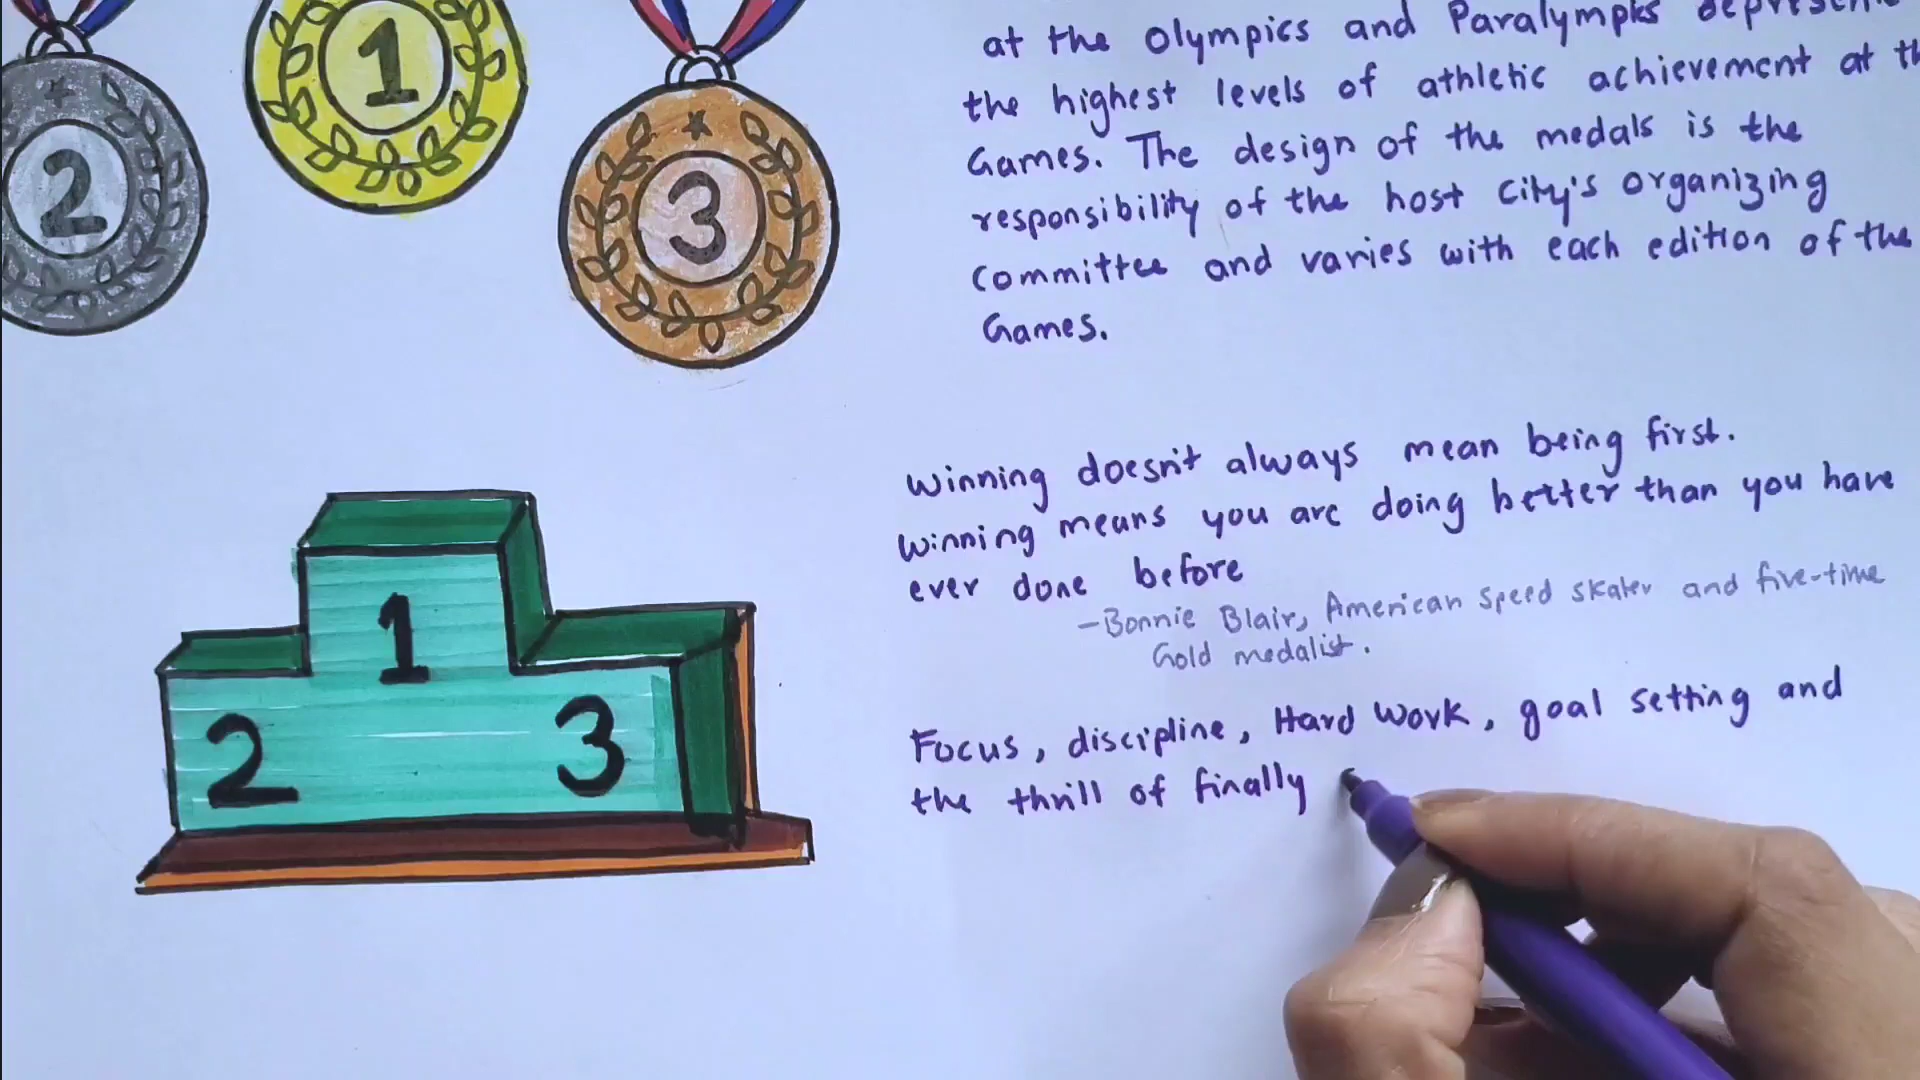 2
1
3
at the Olympics and Paralympks
the highest levels of athletic achievement at
Games. The design of the medals is the
responsibility of the host city's organizing
committee and varies with each edition of the
Games.
Winning doesn't always mean being first.
winning means you are doing better than you have
ever done before
-Bonnie Blair, American speed skater and five-time
Gold medalist.
1
2
3
Focus, discipline, Hard Work, goal setting and
the thrill of finally